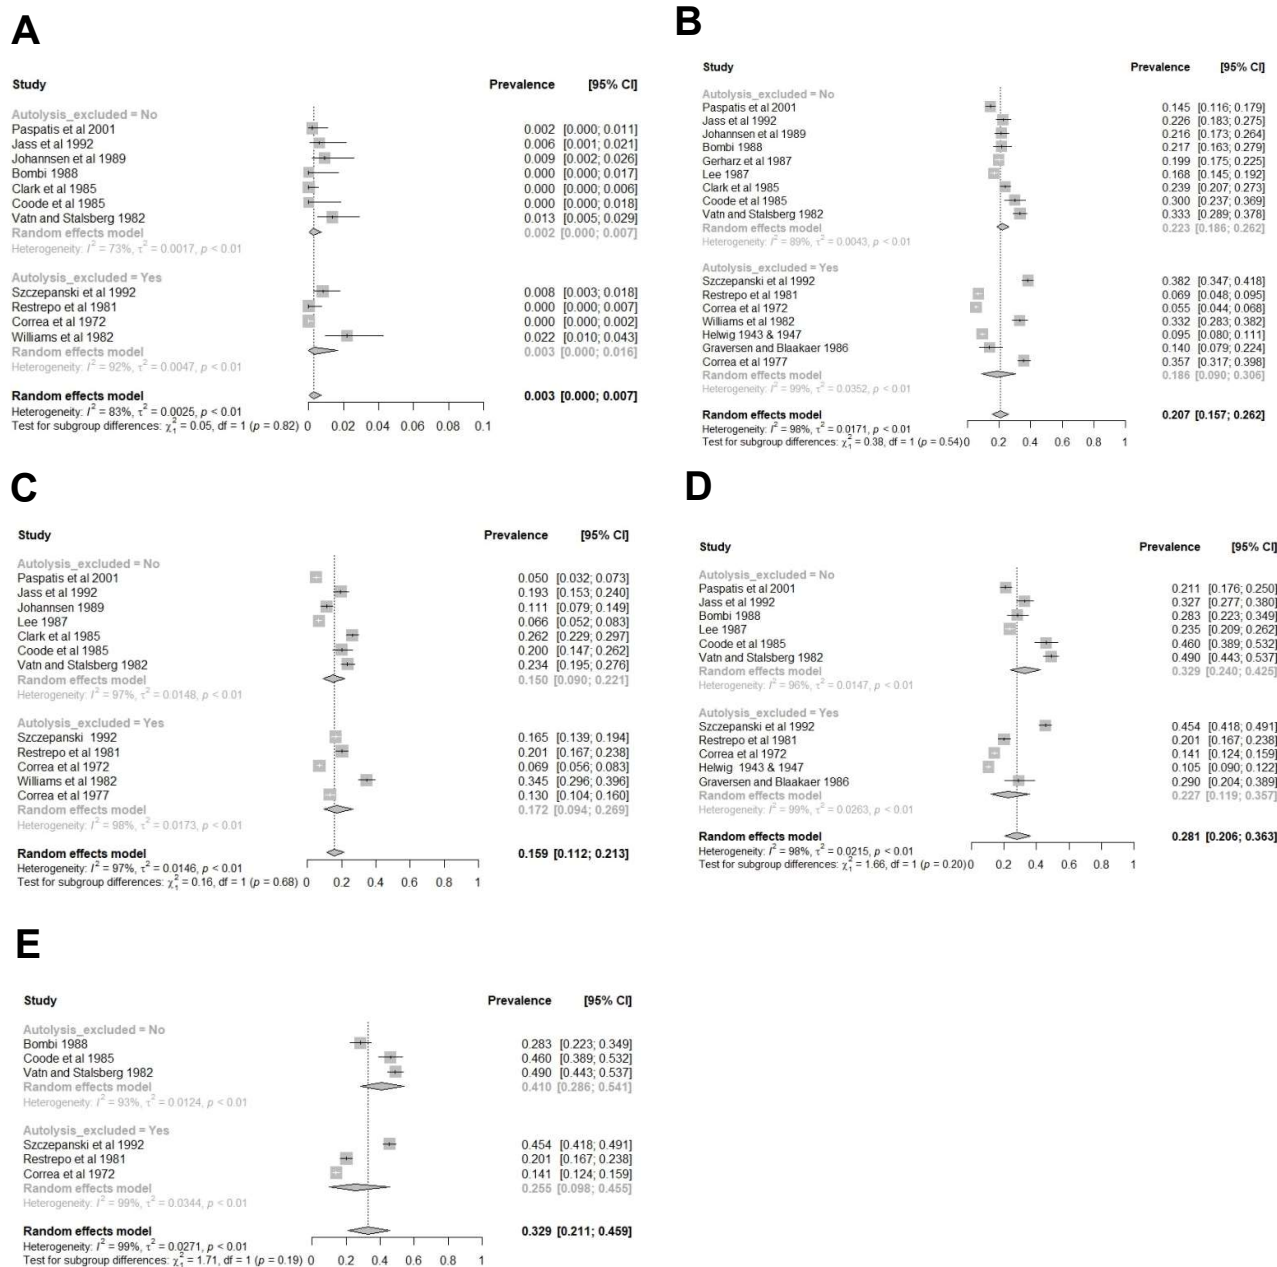 A
Study Prevalence [95% CI]
Autolysis_excluded = No
Paspatis et al 2001 0.002 [0.000; 0.011]
Jass et al 1992 0.006 [0.001; 0.021]
Johannsen et al 1989 0.009 [0.002; 0.026]
Bombi 1988 0.000 [0.000; 0.017]
Clark et al 1985 0.000 [0.000; 0.006]
Coode et al 1985 0.000 [0.000; 0.018]
Vatn and Stalsberg 1982 0.013 [0.005; 0.029]
Random effects model 0.002 [0.000; 0.007]
Heterogeneity: I² = 73%, τ² = 0.0017, p < 0.01
Autolysis_excluded = Yes
Szczepanski et al 1992 0.008 [0.003; 0.018]
Restrepo et al 1981 0.000 [0.000; 0.007]
Correa et al 1972 0.000 [0.000; 0.002]
Williams et al 1982 0.022 [0.010; 0.043]
Random effects model 0.003 [0.000; 0.016]
Heterogeneity: I² = 92%, τ² = 0.0047, p < 0.01
Random effects model 0.003 [0.000; 0.007]
Heterogeneity: I² = 83%, τ² = 0.0025, p < 0.01
Test for subgroup differences: χ²₁ = 0.05, df = 1 (p = 0.82) 0 0.02 0.04 0.06 0.08 0.1
B
Study Prevalence [95% CI]
Autolysis_excluded = No
Paspatis et al 2001 0.145 [0.116; 0.179]
Jass et al 1992 0.226 [0.183; 0.275]
Johannsen et al 1989 0.216 [0.173; 0.264]
Bombi 1988 0.217 [0.163; 0.279]
Gerharz et al 1987 0.199 [0.175; 0.225]
Lee 1987 0.168 [0.145; 0.192]
Clark et al 1985 0.239 [0.207; 0.273]
Coode et al 1985 0.300 [0.237; 0.369]
Vatn and Stalsberg 1982 0.333 [0.289; 0.378]
Random effects model 0.223 [0.186; 0.262]
Heterogeneity: I² = 89%, τ² = 0.0043, p < 0.01
Autolysis_excluded = Yes
Szczepanski et al 1992 0.382 [0.347; 0.418]
Restrepo et al 1981 0.069 [0.048; 0.095]
Correa et al 1972 0.055 [0.044; 0.068]
Williams et al 1982 0.332 [0.283; 0.382]
Helwig 1943 & 1947 0.095 [0.080; 0.111]
Graversen and Blaakaer 1986 0.140 [0.079; 0.224]
Correa et al 1977 0.357 [0.317; 0.398]
Random effects model 0.186 [0.090; 0.306]
Heterogeneity: I² = 99%, τ² = 0.0352, p < 0.01
Random effects model 0.207 [0.157; 0.262]
Heterogeneity: I² = 98%, τ² = 0.0171, p < 0.01
Test for subgroup differences: χ²₁ = 0.38, df = 1 (p = 0.54) 0 0.2 0.4 0.6 0.8 1
C
Study Prevalence [95% CI]
Autolysis_excluded = No
Paspatis et al 2001 0.050 [0.032; 0.073]
Jass et al 1992 0.193 [0.153; 0.240]
Johannsen 1989 0.111 [0.079; 0.149]
Lee 1987 0.066 [0.052; 0.083]
Clark et al 1985 0.262 [0.229; 0.297]
Coode et al 1985 0.200 [0.147; 0.262]
Vatn and Stalsberg 1982 0.234 [0.195; 0.276]
Random effects model 0.150 [0.090; 0.221]
Heterogeneity: I² = 97%, τ² = 0.0148, p < 0.01
Autolysis_excluded = Yes
Szczepanski 1992 0.165 [0.139; 0.194]
Restrepo et al 1981 0.201 [0.167; 0.238]
Correa et al 1972 0.069 [0.056; 0.083]
Williams et al 1982 0.345 [0.296; 0.396]
Correa et al 1977 0.130 [0.104; 0.160]
Random effects model 0.172 [0.094; 0.269]
Heterogeneity: I² = 98%, τ² = 0.0173, p < 0.01
Random effects model 0.159 [0.112; 0.213]
Heterogeneity: I² = 97%, τ² = 0.0146, p < 0.01
Test for subgroup differences: χ²₁ = 0.16, df = 1 (p = 0.68) 0 0.2 0.4 0.6 0.8 1
D
Study Prevalence [95% CI]
Autolysis_excluded = No
Paspatis et al 2001 0.211 [0.176; 0.250]
Jass et al 1992 0.327 [0.277; 0.380]
Bombi 1988 0.283 [0.223; 0.349]
Lee 1987 0.235 [0.209; 0.262]
Coode et al 1985 0.460 [0.389; 0.532]
Vatn and Stalsberg 1982 0.490 [0.443; 0.537]
Random effects model 0.329 [0.240; 0.425]
Heterogeneity: I² = 96%, τ² = 0.0147, p < 0.01
Autolysis_excluded = Yes
Szczepanski et al 1992 0.454 [0.418; 0.491]
Restrepo et al 1981 0.201 [0.167; 0.238]
Correa et al 1972 0.141 [0.124; 0.159]
Helwig 1943 & 1947 0.105 [0.090; 0.122]
Graversen and Blaakaer 1986 0.290 [0.204; 0.389]
Random effects model 0.227 [0.119; 0.357]
Heterogeneity: I² = 99%, τ² = 0.0263, p < 0.01
Random effects model 0.281 [0.206; 0.363]
Heterogeneity: I² = 98%, τ² = 0.0215, p < 0.01
Test for subgroup differences: χ²₁ = 1.66, df = 1 (p = 0.20) 0 0.2 0.4 0.6 0.8 1
E
Study Prevalence [95% CI]
Autolysis_excluded = No
Bombi 1988 0.283 [0.223; 0.349]
Coode et al 1985 0.460 [0.389; 0.532]
Vatn and Stalsberg 1982 0.490 [0.443; 0.537]
Random effects model 0.410 [0.286; 0.541]
Heterogeneity: I² = 93%, τ² = 0.0124, p < 0.01
Autolysis_excluded = Yes
Szczepanski et al 1992 0.454 [0.418; 0.491]
Restrepo et al 1981 0.201 [0.167; 0.238]
Correa et al 1972 0.141 [0.124; 0.159]
Random effects model 0.255 [0.098; 0.455]
Heterogeneity: I² = 99%, τ² = 0.0344, p < 0.01
Random effects model 0.329 [0.211; 0.459]
Heterogeneity: I² = 99%, τ² = 0.0271, p < 0.01
Test for subgroup differences: χ²₁ = 1.71, df = 1 (p = 0.19) 0 0.2 0.4 0.6 0.8 1